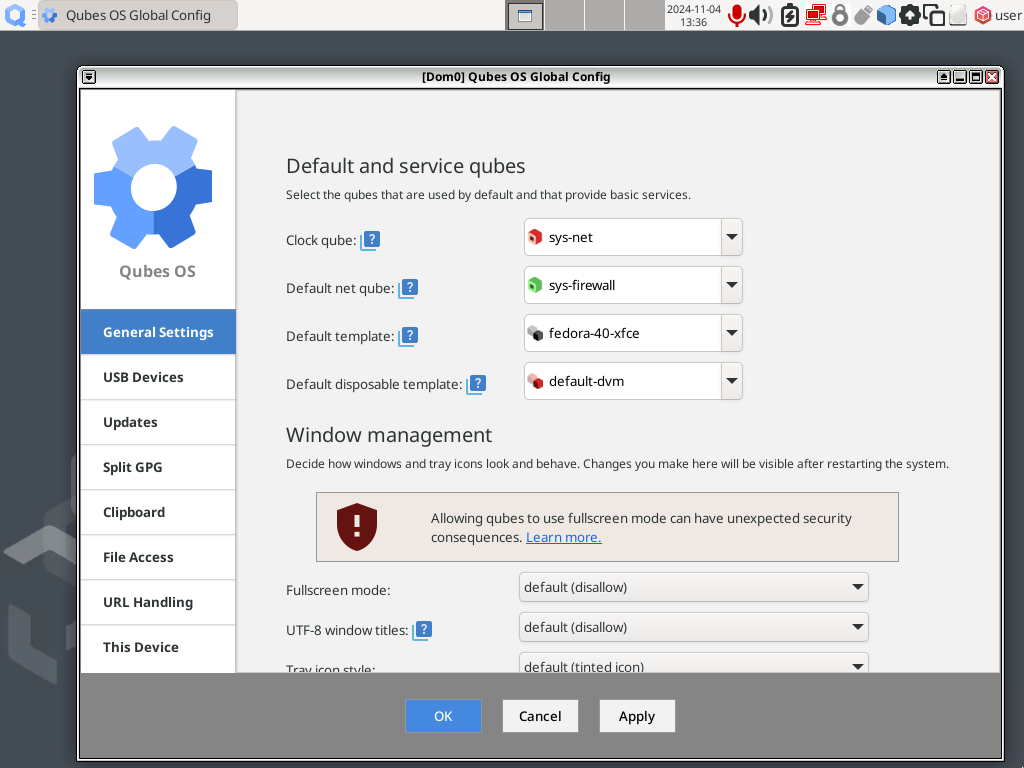 Qubes OS Global Config
2024-11-04
13:36
user
[Dom0] Qubes OS Global Config
Qubes OS
General Settings
USB Devices
Updates
Split GPG
Clipboard
File Access
URL Handling
This Device
Default and service qubes
Select the qubes that are used by default and that provide basic services.
Clock qube: ? sys-net
Default net qube: ? sys-firewall
Default template: ? fedora-40-xfce
Default disposable template: ? default-dvm
Window management
Decide how windows and tray icons look and behave. Changes you make here will be visible after restarting the system.
Allowing qubes to use fullscreen mode can have unexpected security
consequences. Learn more.
Fullscreen mode: default (disallow)
UTF-8 window titles: ? default (disallow)
Tray icon style: default (tinted icon)
OK Cancel Apply